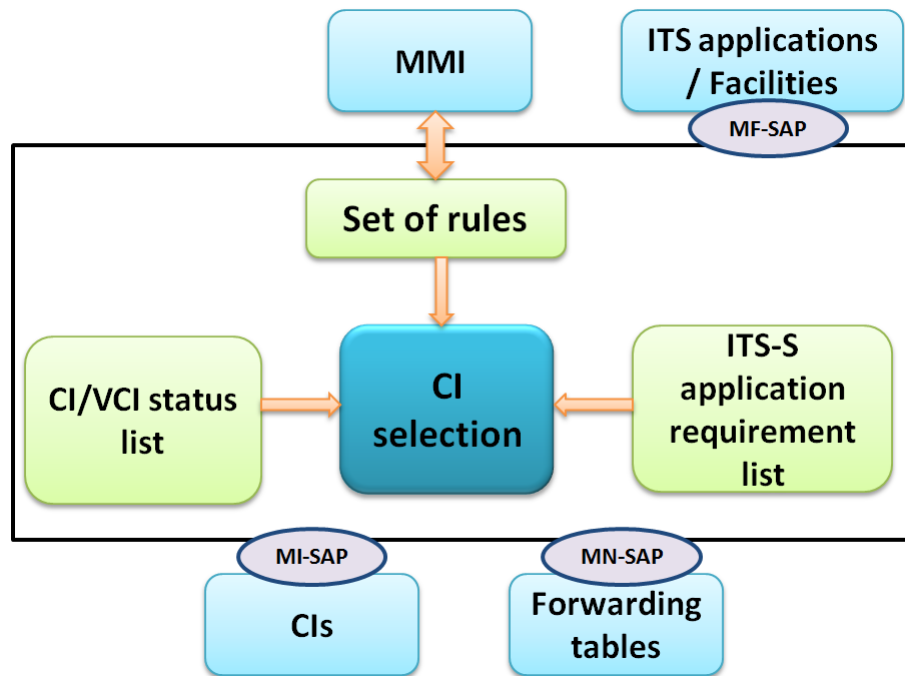 MMI
ITS applications
/ Facilities
MF-SAP
Set of rules
CI/VCI status
list
CI
selection
ITS-S
application
requirement
list
MI-SAP
MN-SAP
CIs
Forwarding
tables